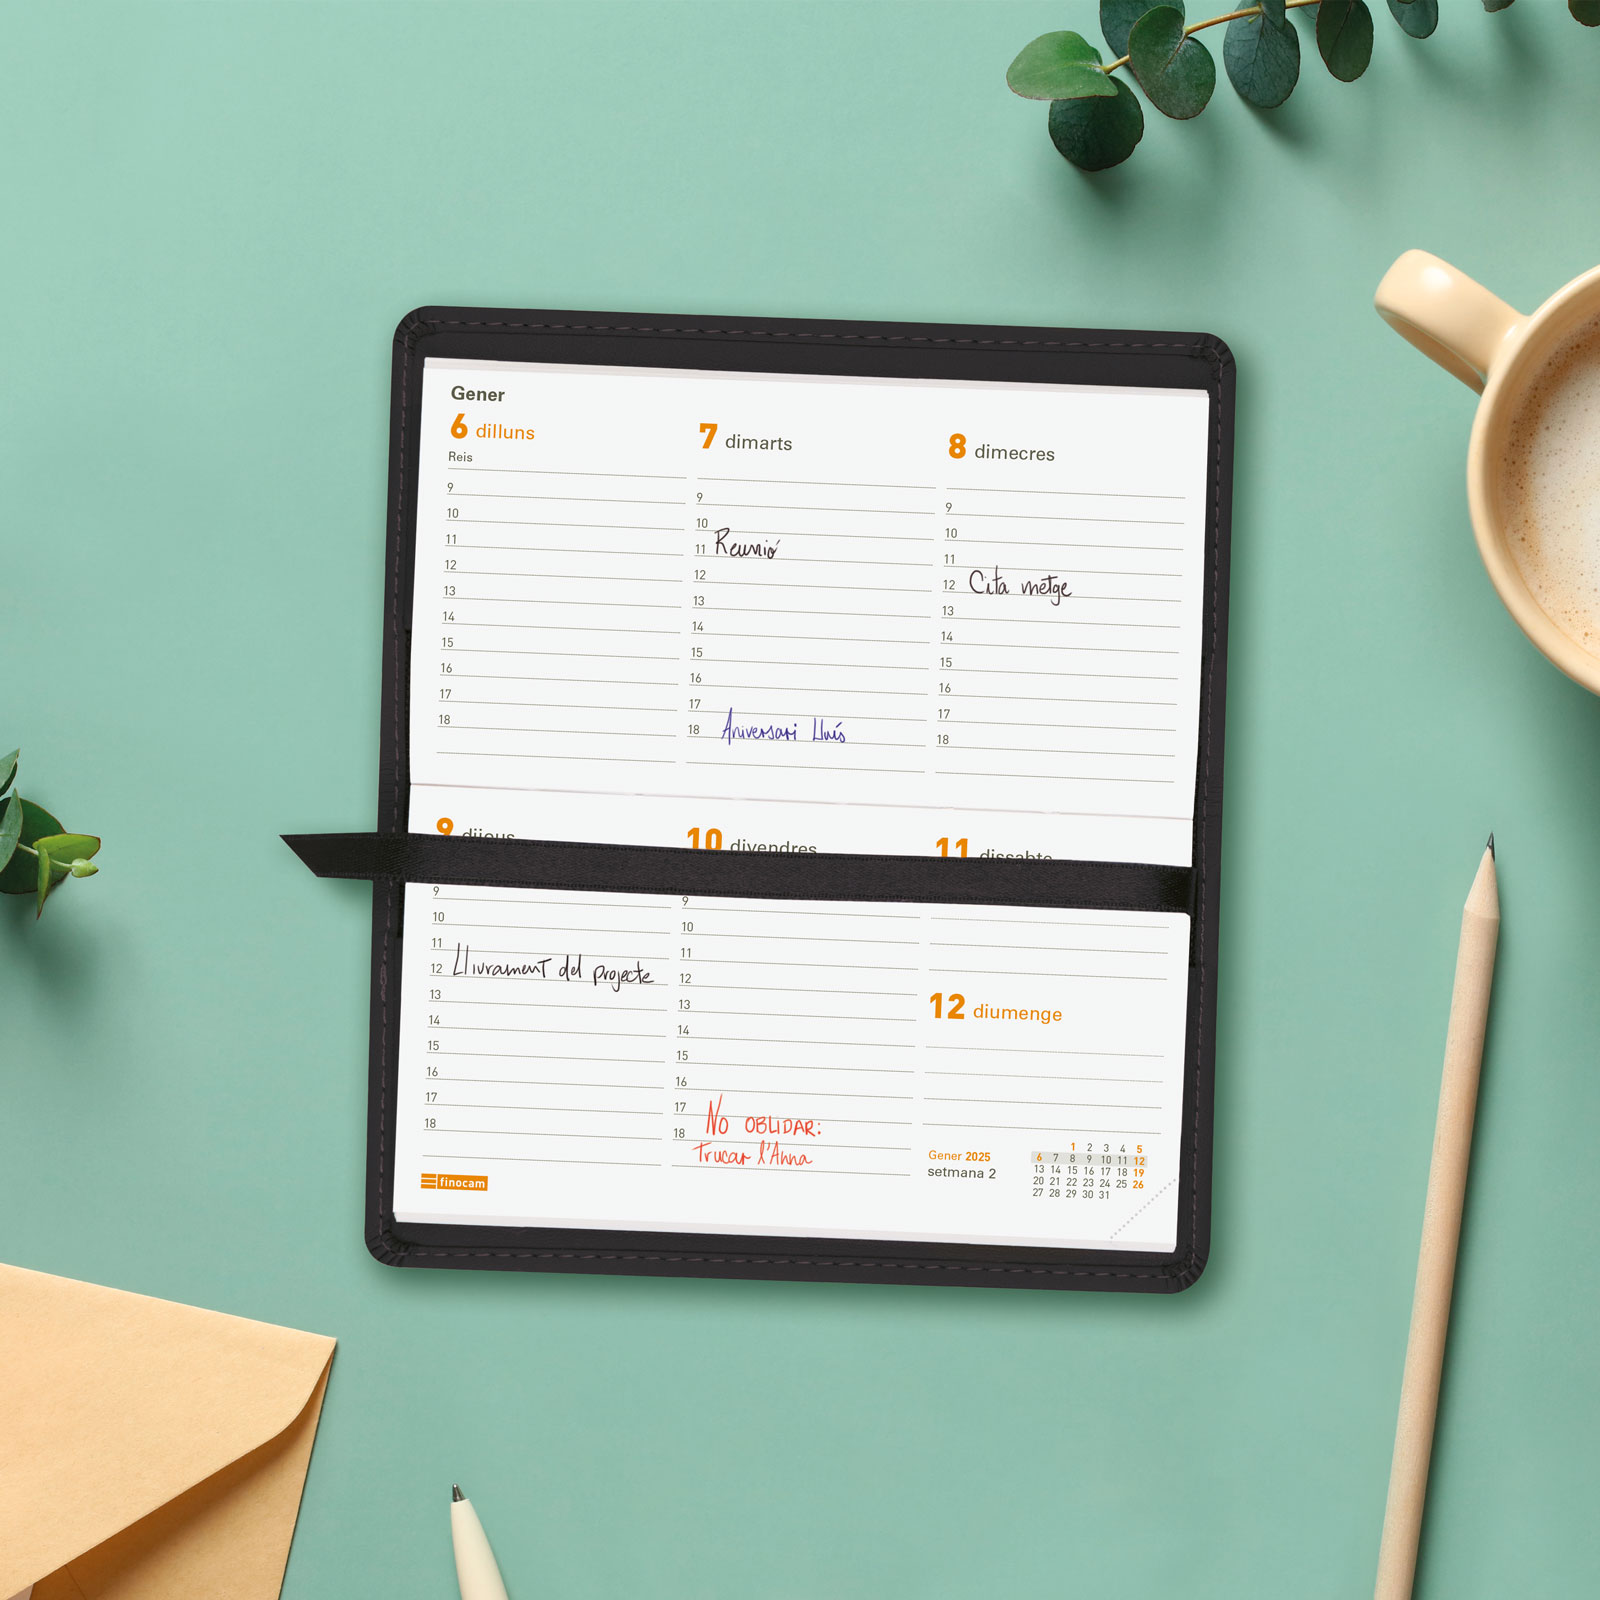 Gener
6 dilluns
Reis
9
10
11
12
13
14
15
16
17
18
7 dimarts
9
10
11 Reunió
12
13
14
15
16
17
18 Aniversari Lluís
8 dimecres
9
10
11
12 Cita metge
13
14
15
16
17
18
9 dijous
9
10
11
12 Llivrament del projecte
13
14
15
16
17
18
10 divendres
9
10
11
12
13
14
15
16
17 NO OBLIDAR:
18 Trucar l'Anna
11 dissabte
12 diumenge
Gener 2025
setmana 2
1 2 3 4 5
6 7 8 9 10 11 12
13 14 15 16 17 18 19
20 21 22 23 24 25 26
27 28 29 30 31
finocam